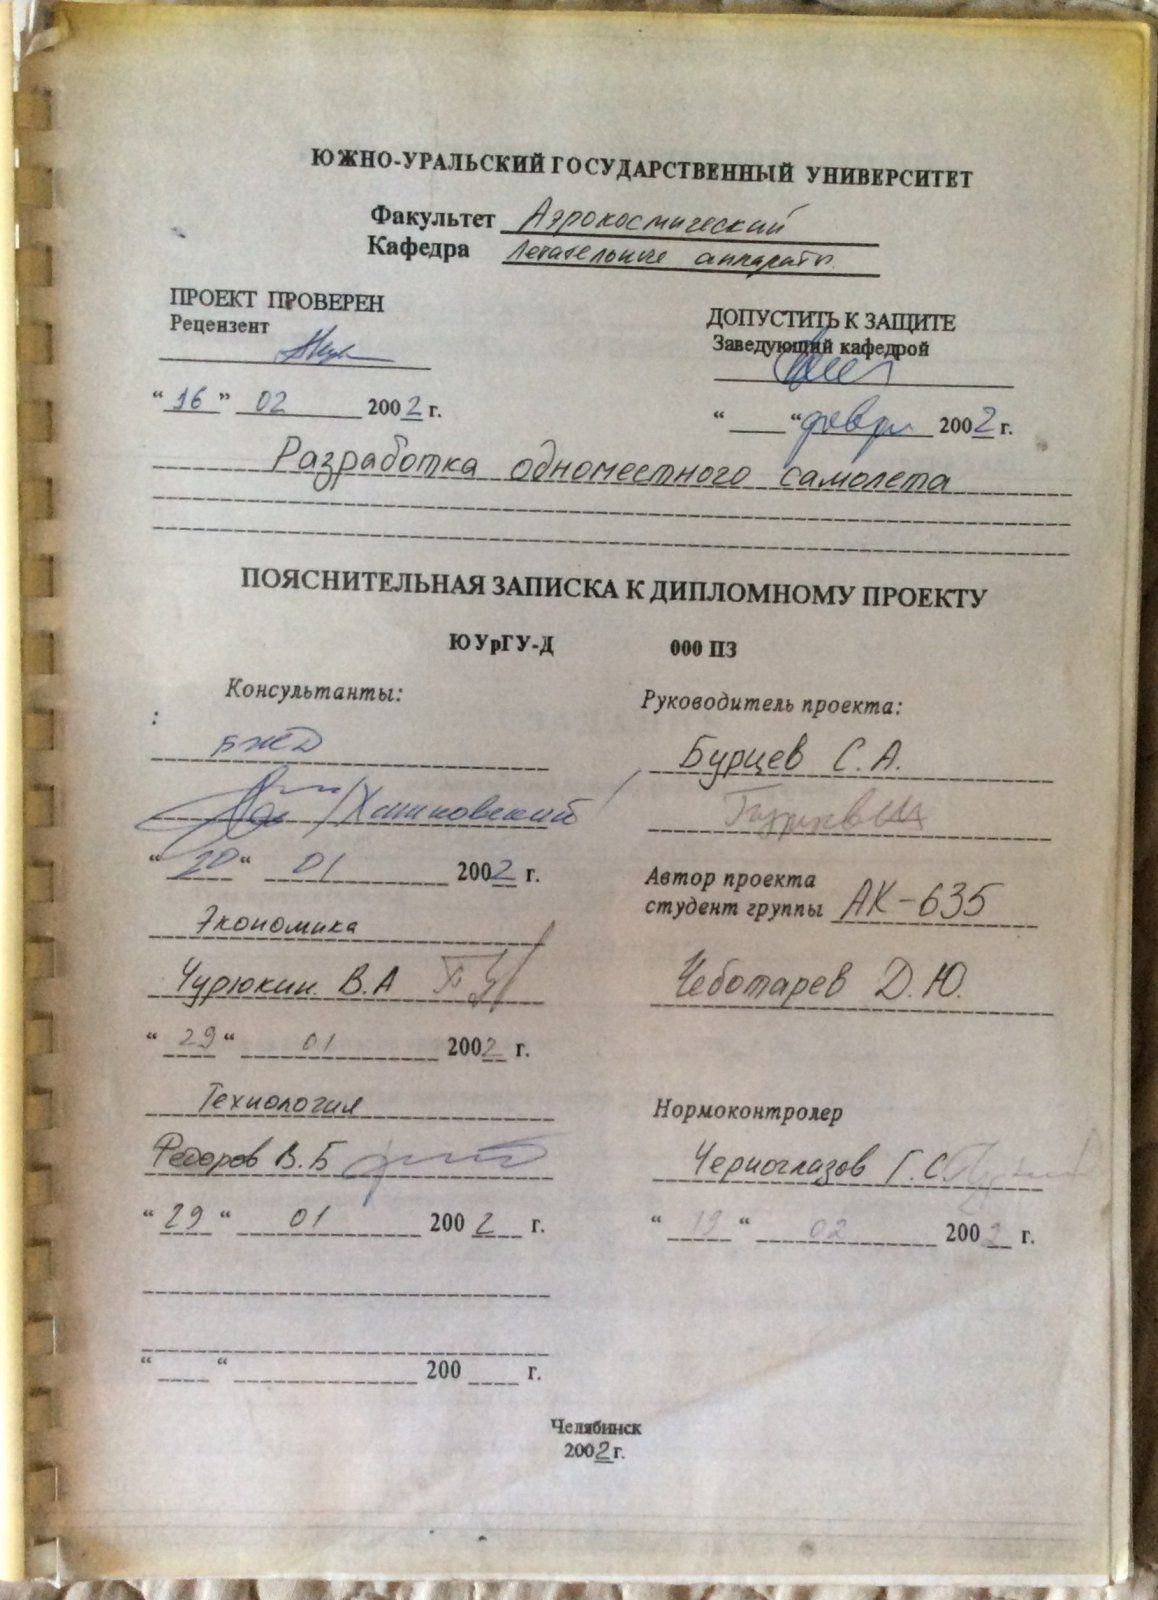 ЮЖНО-УРАЛЬСКИЙ ГОСУДАРСТВЕННЫЙ УНИВЕРСИТЕТ
Факультет Аэрокосмический
Кафедра Летательные аппараты
ПРОЕКТ ПРОВЕРЕН
Рецензент
“ 16 ” 02 2002 г.
ДОПУСТИТЬ К ЗАЩИТЕ
Заведующий кафедрой
“ “ 2002 г.
Разработка одноместного самолета
ПОЯСНИТЕЛЬНАЯ ЗАПИСКА К ДИПЛОМНОМУ ПРОЕКТУ
ЮУрГУ-Д 000 ПЗ
Консультанты:
:
БЖД
“ 20 “ 01 2002 г.
Экономика
Чурюкин В.А
“ 29 “ 01 2002 г.
Технология
Федоров В.Б
“ 29 “ 01 2002 г.
“ “ 200 г.
Руководитель проекта:
Бурцев С.А.
Автор проекта
студент группы АК-635
Чеботарев Д.Ю.
Нормоконтролер
Черноглазов Г.С
“ 19 “ 02 2002 г.
Челябинск
2002 г.